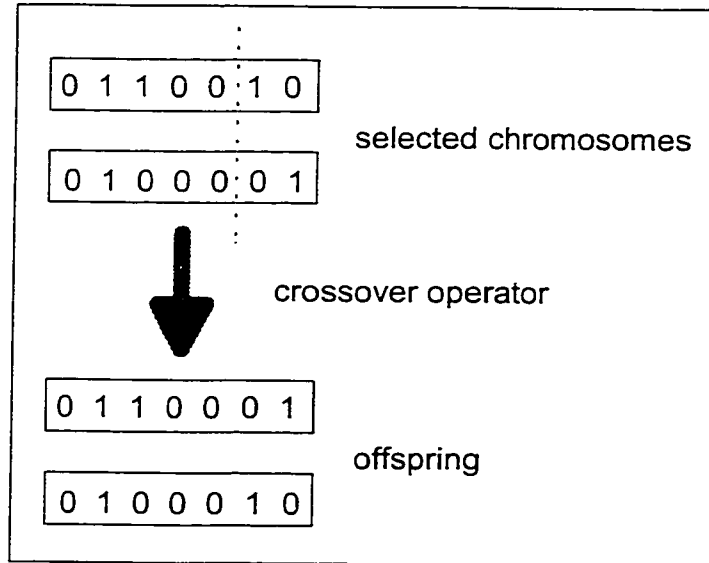 0 1 1 0 0 1 0
selected chromosomes
0 1 0 0 0 0 1
crossover operator
0 1 1 0 0 0 1
offspring
0 1 0 0 0 1 0